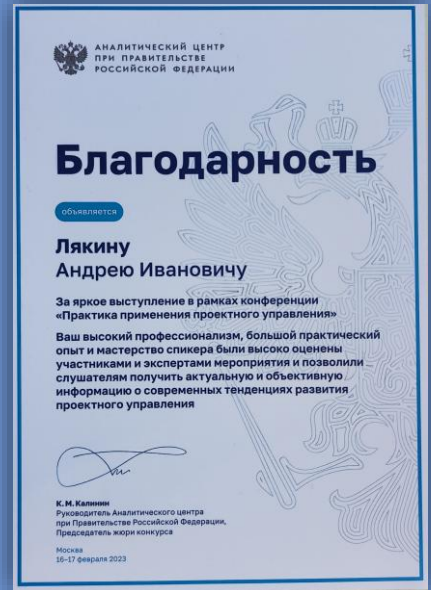 АНАЛИТИЧЕСКИЙ ЦЕНТР
ПРИ ПРАВИТЕЛЬСТВЕ
РОССИЙСКОЙ ФЕДЕРАЦИИ
Благодарность
объявляется
Лякину
Андрею Ивановичу
За яркое выступление в рамках конференции
«Практика применения проектного управления»
Ваш высокий профессионализм, большой практический
опыт и мастерство спикера были высоко оценены
участниками и экспертами мероприятия и позволили
слушателям получить актуальную и объективную
информацию о современных тенденциях развития
проектного управления
К. М. Калинин
Руководитель Аналитического центра
при Правительстве Российской Федерации,
Председатель жюри конкурса
Москва
16–17 февраля 2023